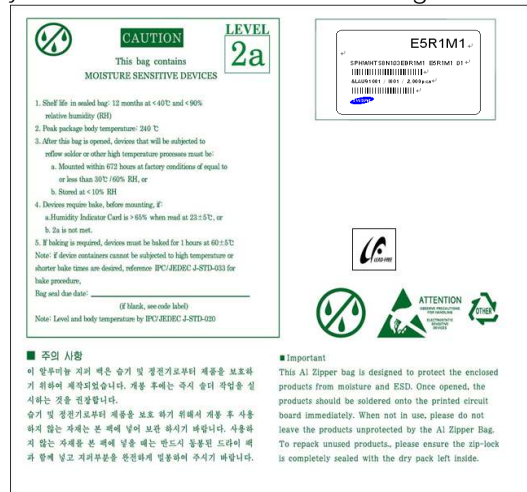 LEVEL
2a
CAUTION
This bag contains
MOISTURE SENSITIVE DEVICES
1. Shelf life in sealed bag: 12 months at <40℃ and <90%
relative humidity (RH)
2. Peak package body temperature: 240 ℃
3. After this bag is opened, devices that will be subjected to
reflow solder or other high temperature processes must be:
a. Mounted within 672 hours at factory conditions of equal to
or less than 30℃ /60% RH, or
b. Stored at <10% RH
4. Devices require bake, before mounting, if:
a.Humidity Indicator Card is >65% when read at 23±5℃, or
b. 2a is not met.
5. If baking is required, devices must be baked for 1 hours at 60±5℃
Note: if device containers cannot be subjected to high temperature or
shorter bake times are desired, reference IPC/JEDEC J-STD-033 for
bake procedure,
Bag seal due date:
(if blank, see code label)
Note: Level and body temperature by IPC/JEDEC J-STD-020
E5R1M1
E5R1M1 01
/ I001 / 2,000pcs
LEAD-FREE
ATTENTION
OBSERVE PRECAUTIONS
FOR HANDLING
ELECTROSTATIC
SENSITIVE
DEVICES
OTHER
■ 주의 사항
이 알루미늄 지퍼 백은 습기 및 정전기로부터 제품을 보호하
기 위하여 제작되었습니다. 개봉 후에는 즉시 솔더 작업을 실
시하는 것을 권장합니다.
습기 및 정전기로부터 제품을 보호 하기 위해서 개봉 후 사용
하지 않는 자재는 본 팩에 넣어 보관 하시기 바랍니다. 사용하
지 않는 자재를 본 팩에 넣을 때는 반드시 동봉된 드라이 팩
과 함께 넣고 지퍼부분을 완전하게 밀봉하여 주시기 바랍니다.
■ Important
This Al Zipper bag is designed to protect the enclosed
products from moisture and ESD. Once opened, the
products should be soldered onto the printed circuit
board immediately. When not in use, please do not
leave the products unprotected by the Al Zipper Bag.
To repack unused products., please ensure the zip-lock
is completely sealed with the dry pack left inside.